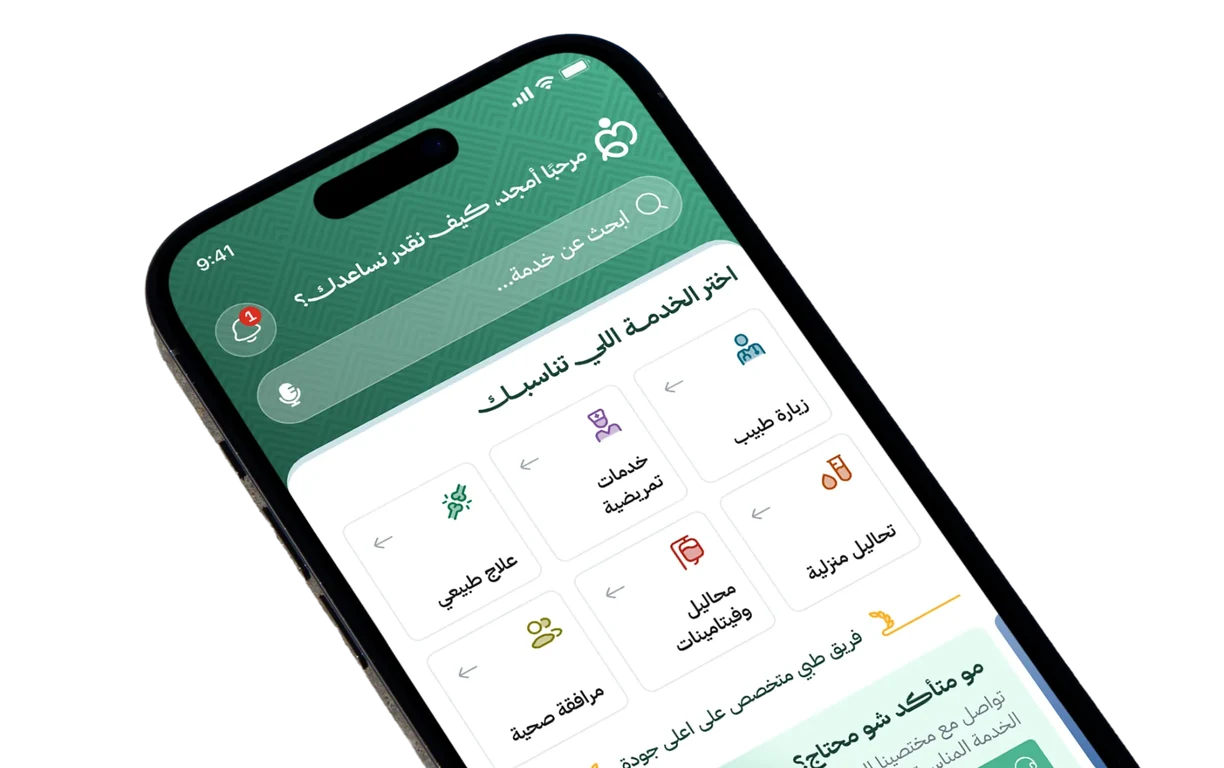 9:41
مرحبًا أمجد، كيف نقدر نساعدك؟
1
ابحث عن خدمة...
اختر الخدمة اللي تناسبك
زيارة طبيب
خدمات
تمريضية
علاج طبيعي
تحاليل منزلية
محاليل
وفيتامينات
مرافقة صحية
فريق طبي متخصص على اعلى جودة
مو متأكد شو محتاج؟
تواصل مع مختصينا
الخدمة